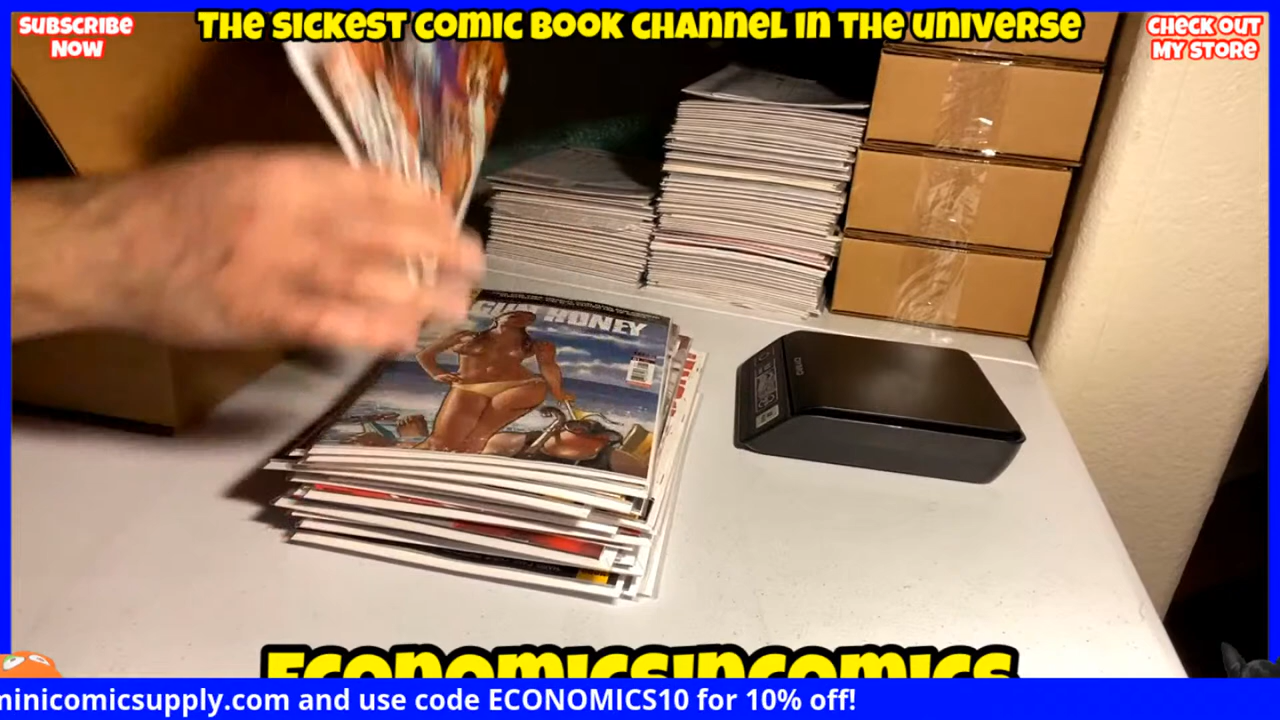 THE SICKEST COMIC BOOK CHANNEL IN THE UNIVERSE
SUBSCRIBE
NOW
CHECK OUT
MY STORE
HONEY
ECONOMICSINCOMICS
minicomicsupply.com and use code ECONOMICS10 for 10% off!